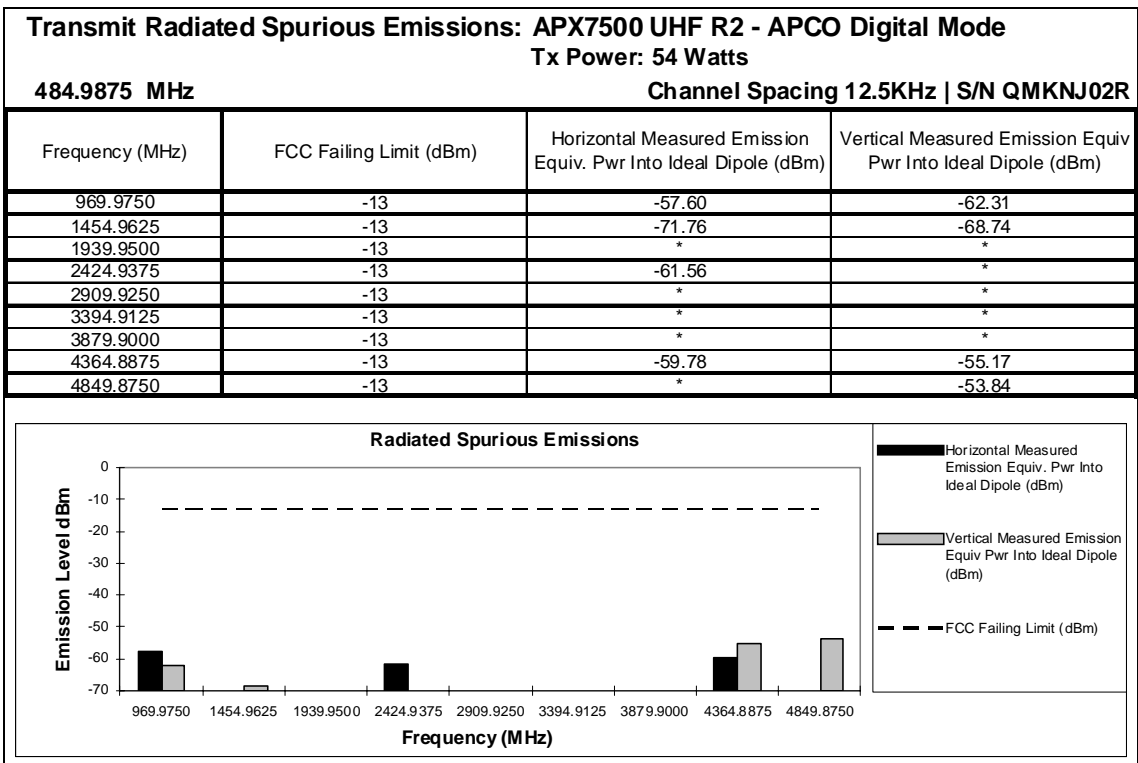 Transmit Radiated Spurious Emissions: APX7500 UHF R2 - APCO Digital Mode
Tx Power: 54 Watts
484.9875 MHz Channel Spacing 12.5KHz | S/N QMKNJ02R
Frequency (MHz) FCC Failing Limit (dBm) Horizontal Measured Emission Equiv. Pwr Into Ideal Dipole (dBm) Vertical Measured Emission Equiv Pwr Into Ideal Dipole (dBm)
969.9750 -13 -57.60 -62.31
1454.9625 -13 -71.76 -68.74
1939.9500 -13 * *
2424.9375 -13 -61.56 *
2909.9250 -13 * *
3394.9125 -13 * *
3879.9000 -13 * *
4364.8875 -13 -59.78 -55.17
4849.8750 -13 * -53.84
Radiated Spurious Emissions
Emission Level dBm
0
-10
-20
-30
-40
-50
-60
-70
969.9750 1454.9625 1939.9500 2424.9375 2909.9250 3394.9125 3879.9000 4364.8875 4849.8750
Frequency (MHz)
Horizontal Measured
Emission Equiv. Pwr Into
Ideal Dipole (dBm)
Vertical Measured Emission
Equiv Pwr Into Ideal Dipole
(dBm)
FCC Failing Limit (dBm)